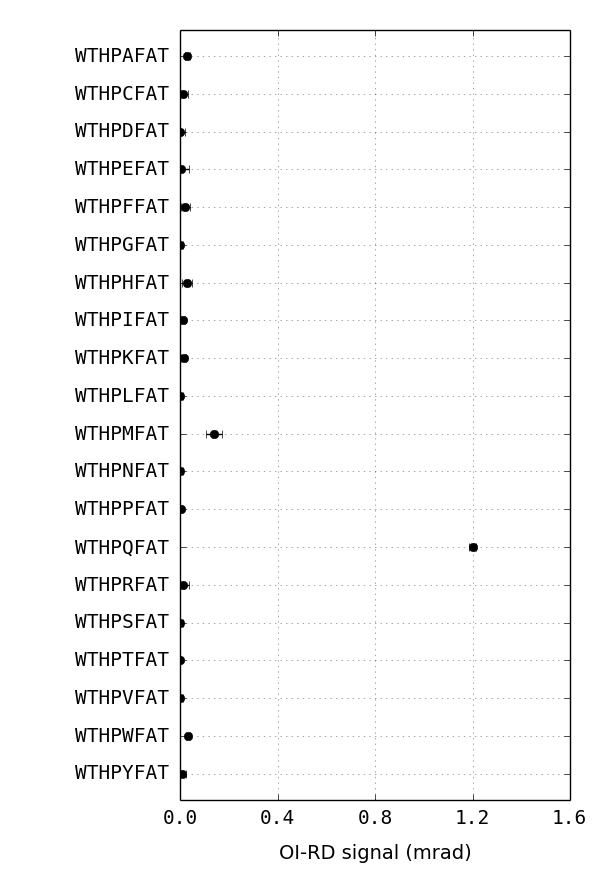 WTHPAFAT
WTHPCFAT
WTHPDFAT
WTHPEFAT
WTHPFFAT
WTHPGFAT
WTHPHFAT
WTHPIFAT
WTHPKFAT
WTHPLFAT
WTHPMFAT
WTHPNFAT
WTHPPFAT
WTHPQFAT
WTHPRFAT
WTHPSFAT
WTHPTFAT
WTHPVFAT
WTHPWFAT
WTHPYFAT
0.0 0.4 0.8 1.2 1.6
OI-RD signal (mrad)